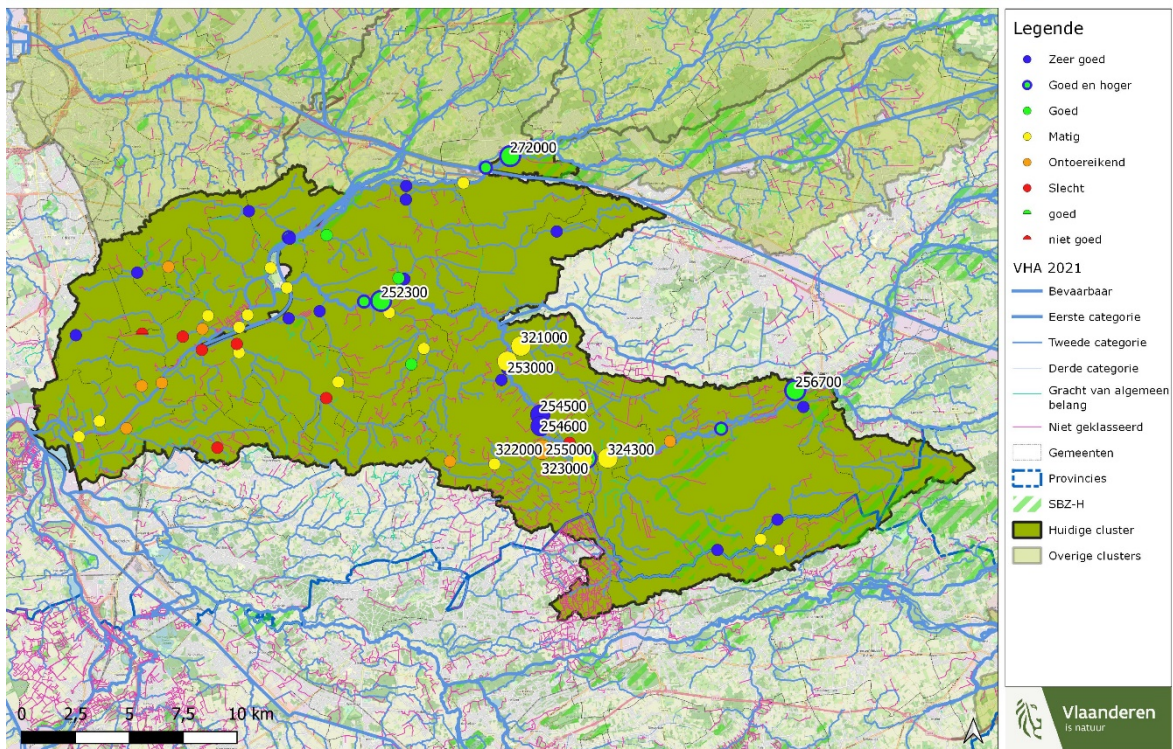 272000
252300
321000
253000
256700
254500
254600
322000 255000 324300
323000
0 2,5 5 7,5 10 km
Legende
Zeer goed
Goed en hoger
Goed
Matig
Ontoereikend
Slecht
goed
niet goed
VHA 2021
Bevaarbaar
Eerste categorie
Tweede categorie
Derde categorie
Gracht van algemeen
belang
Niet geklasseerd
Gemeenten
Provincies
SBZ-H
Huidige cluster
Overige clusters
Vlaanderen
is natuur